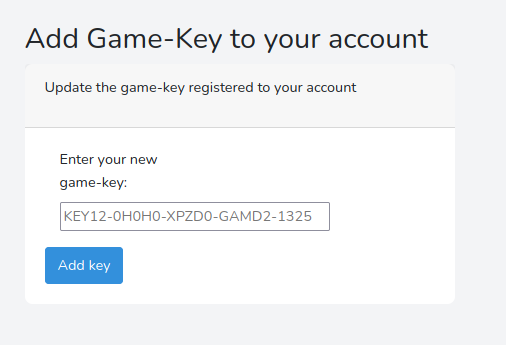 Add Game-Key to your account
Update the game-key registered to your account
Enter your new
game-key:
KEY12-0H0H0-XPZD0-GAMD2-1325
Add key